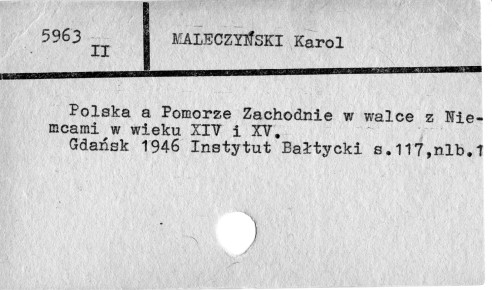 5963
II
MALECZYŃSKI Karol
Polska a Pomorze Zachodnie w walce z Nie-
mcami w wieku XIV i XV.
Gdańsk 1946 Instytut Bałtycki s.117,nlb.1